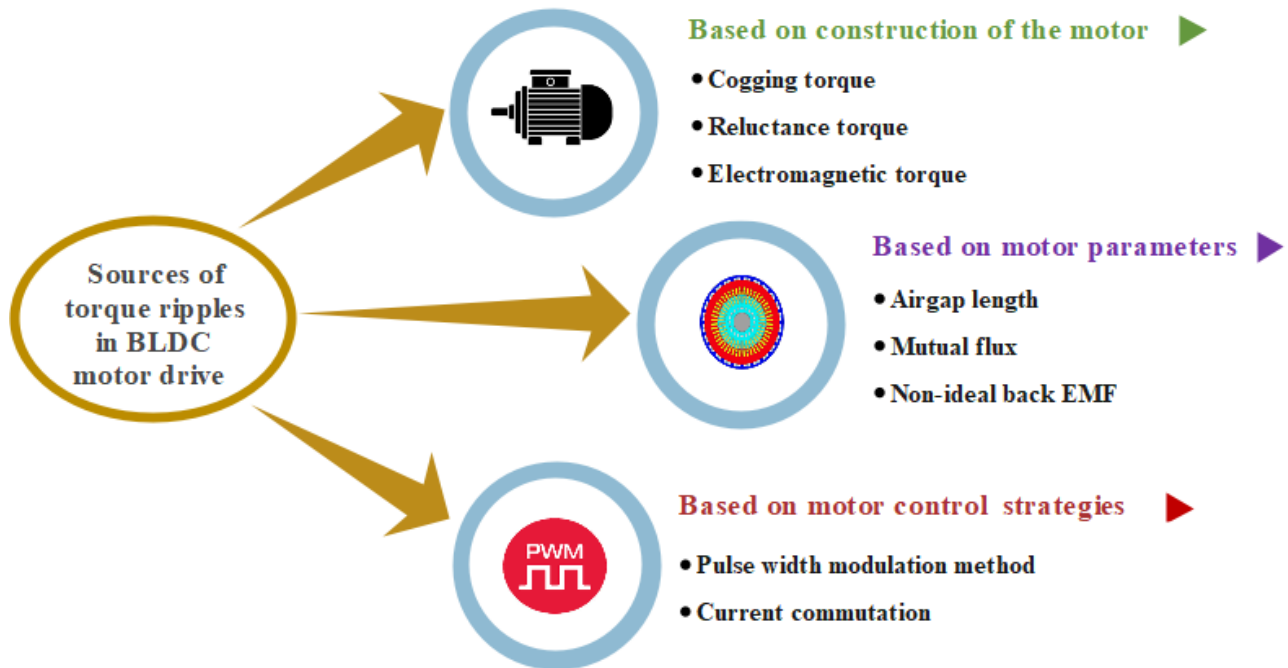 Sources of
torque ripples
in BLDC
motor drive
Based on construction of the motor
• Cogging torque
• Reluctance torque
• Electromagnetic torque
Based on motor parameters
• Airgap length
• Mutual flux
• Non-ideal back EMF
PWM
Based on motor control strategies
• Pulse width modulation method
• Current commutation